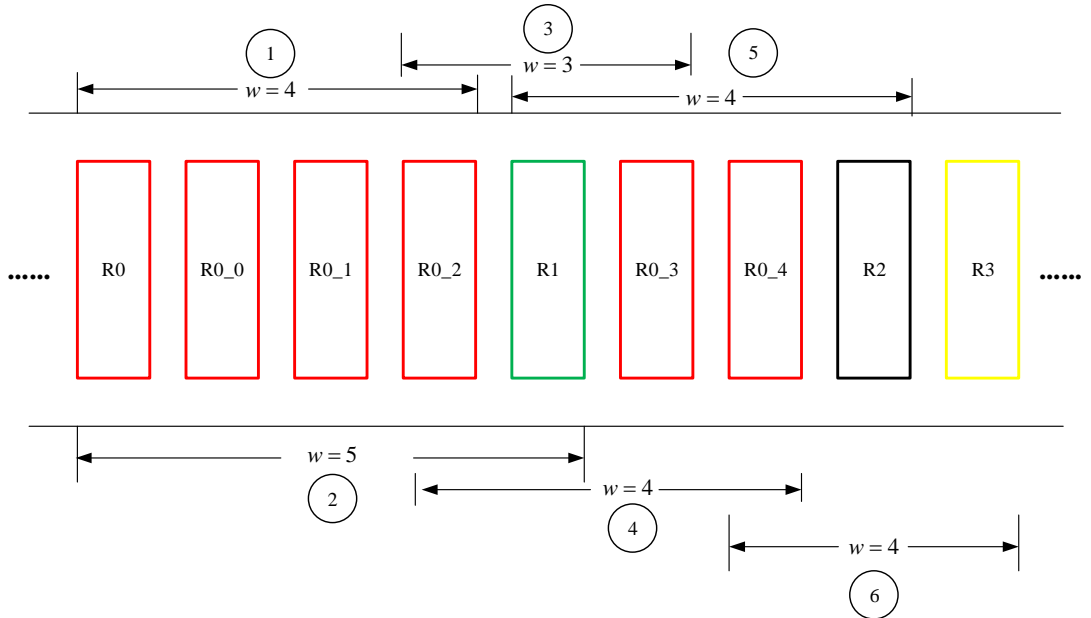 3
1
5
w = 3
w = 4
w = 4
...... R0 R0_0 R0_1 R0_2 R1 R0_3 R0_4 R2 R3 ......
w = 5
w = 4
2
4
w = 4
6